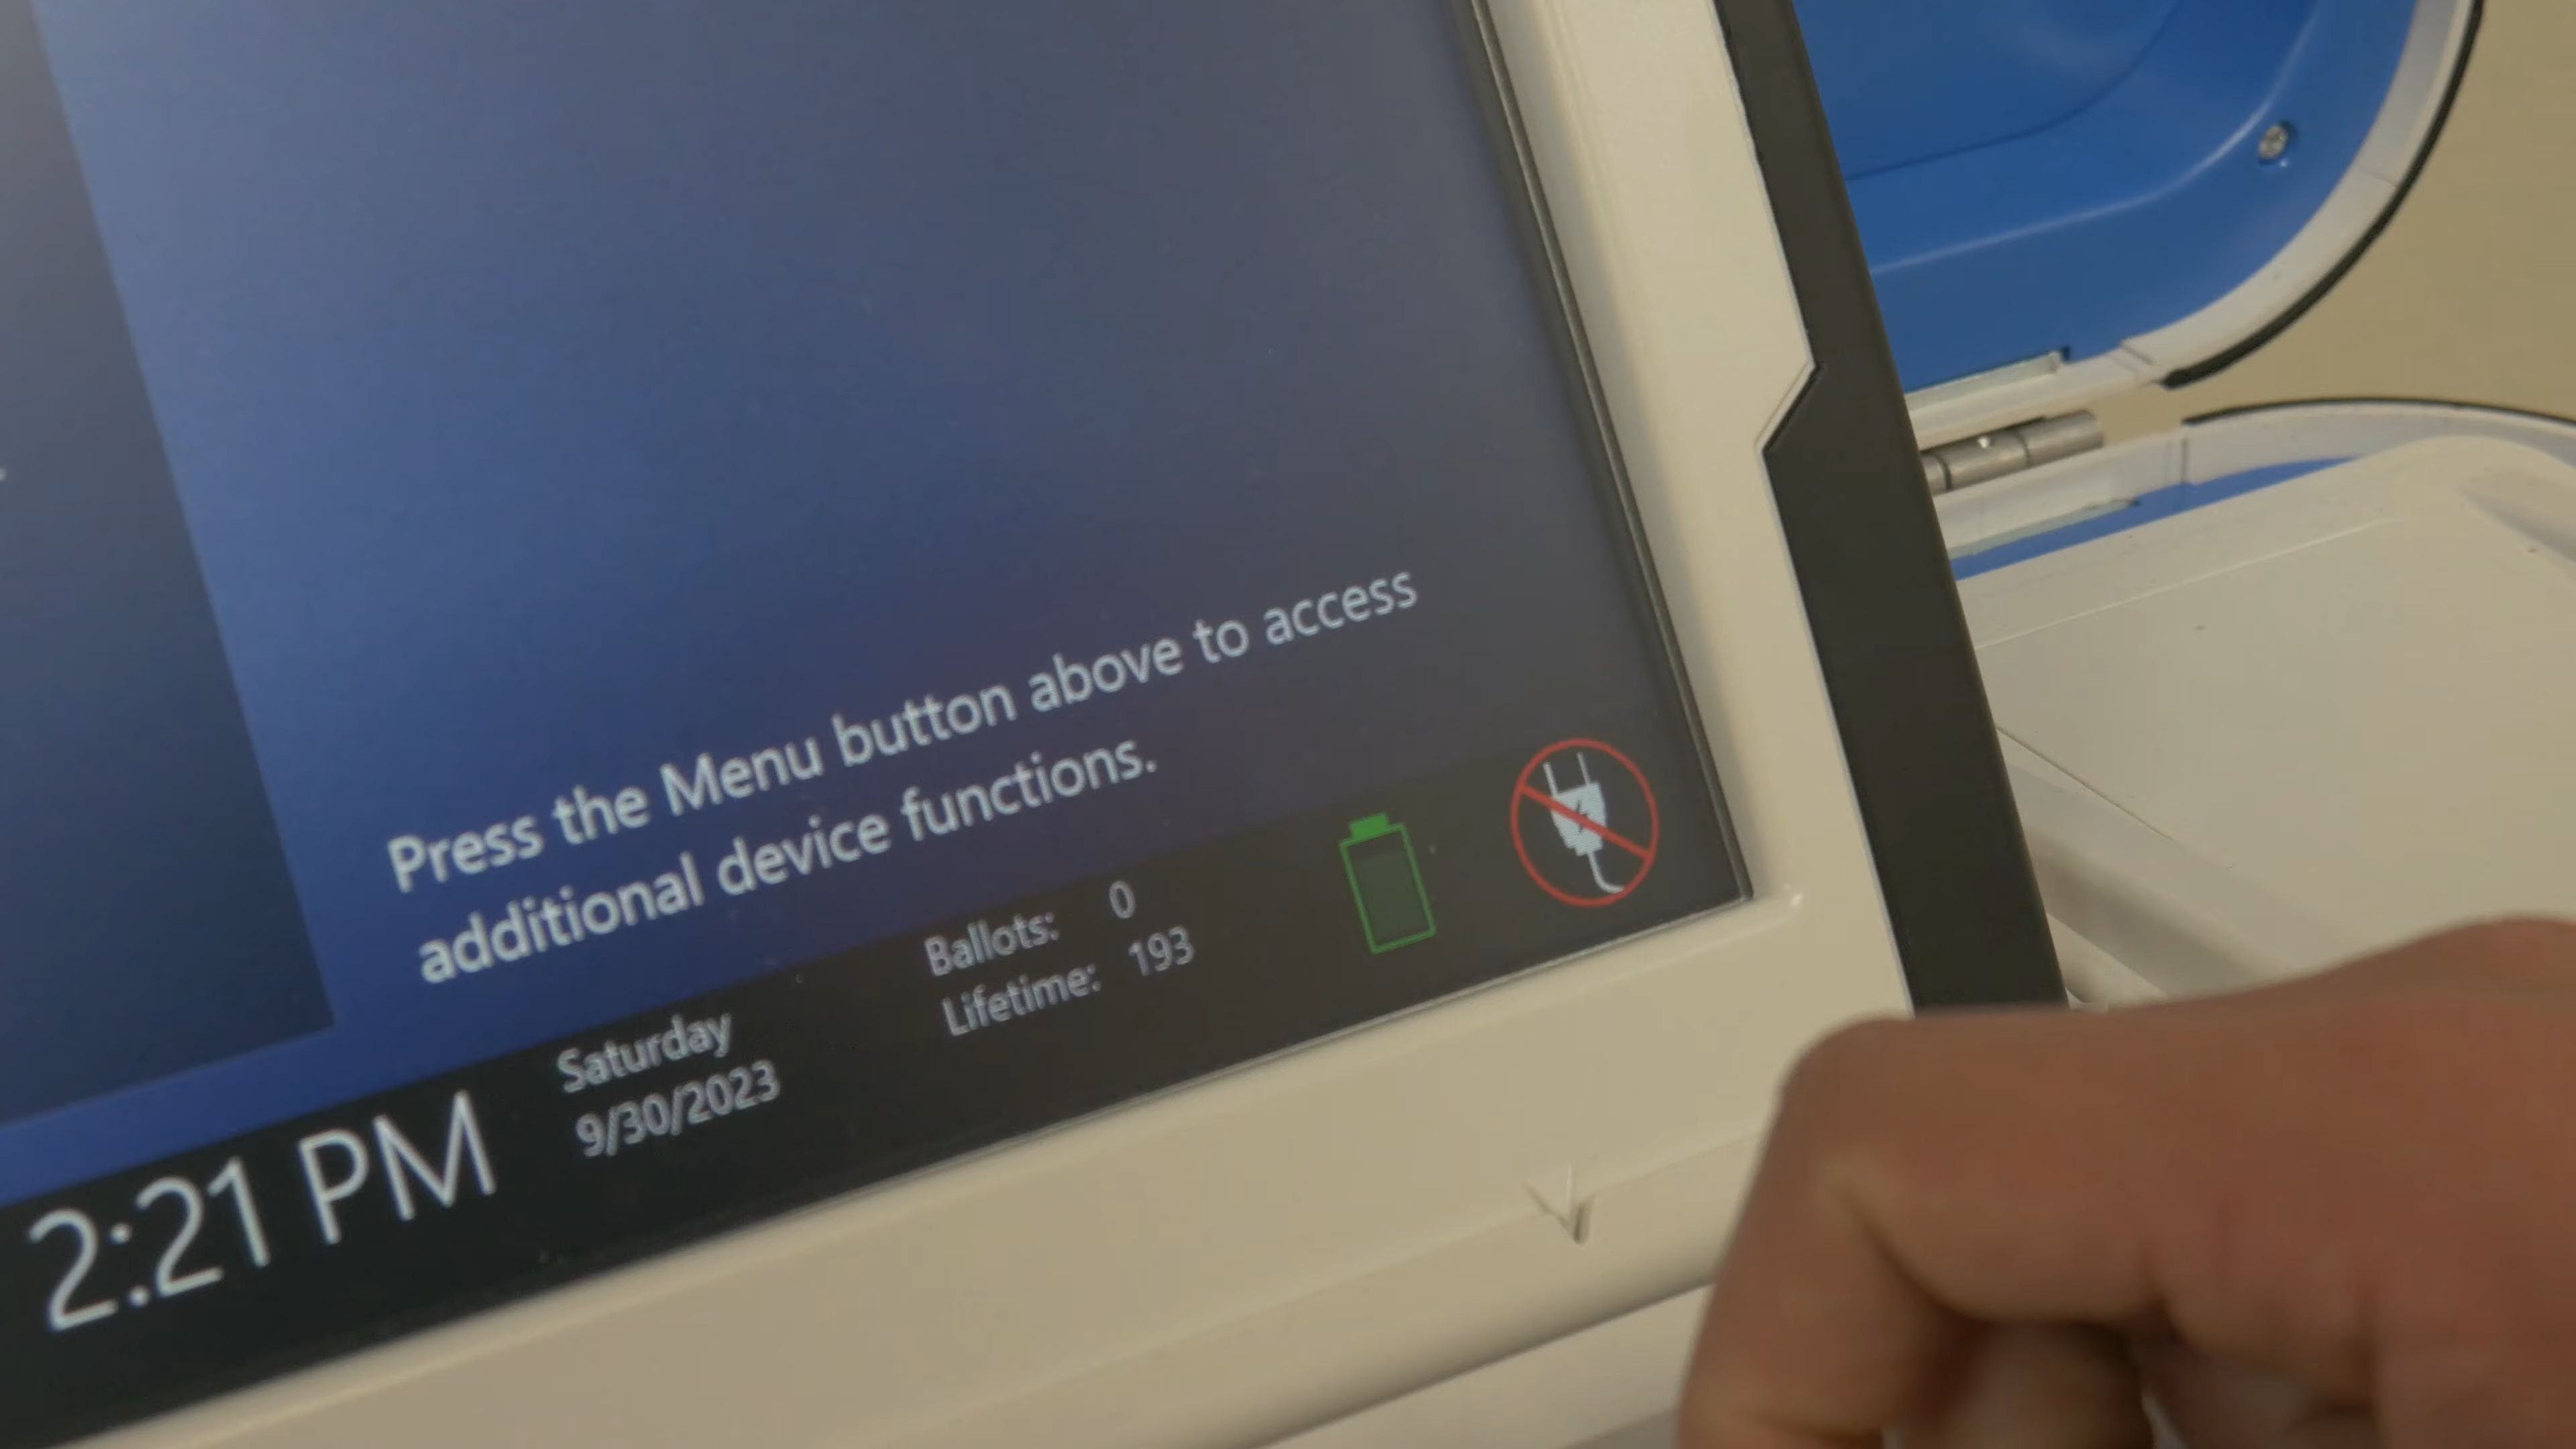 Press the Menu button above to access
additional device functions.
2:21 PM
Saturday
9/30/2023
Ballots: 0
Lifetime: 193